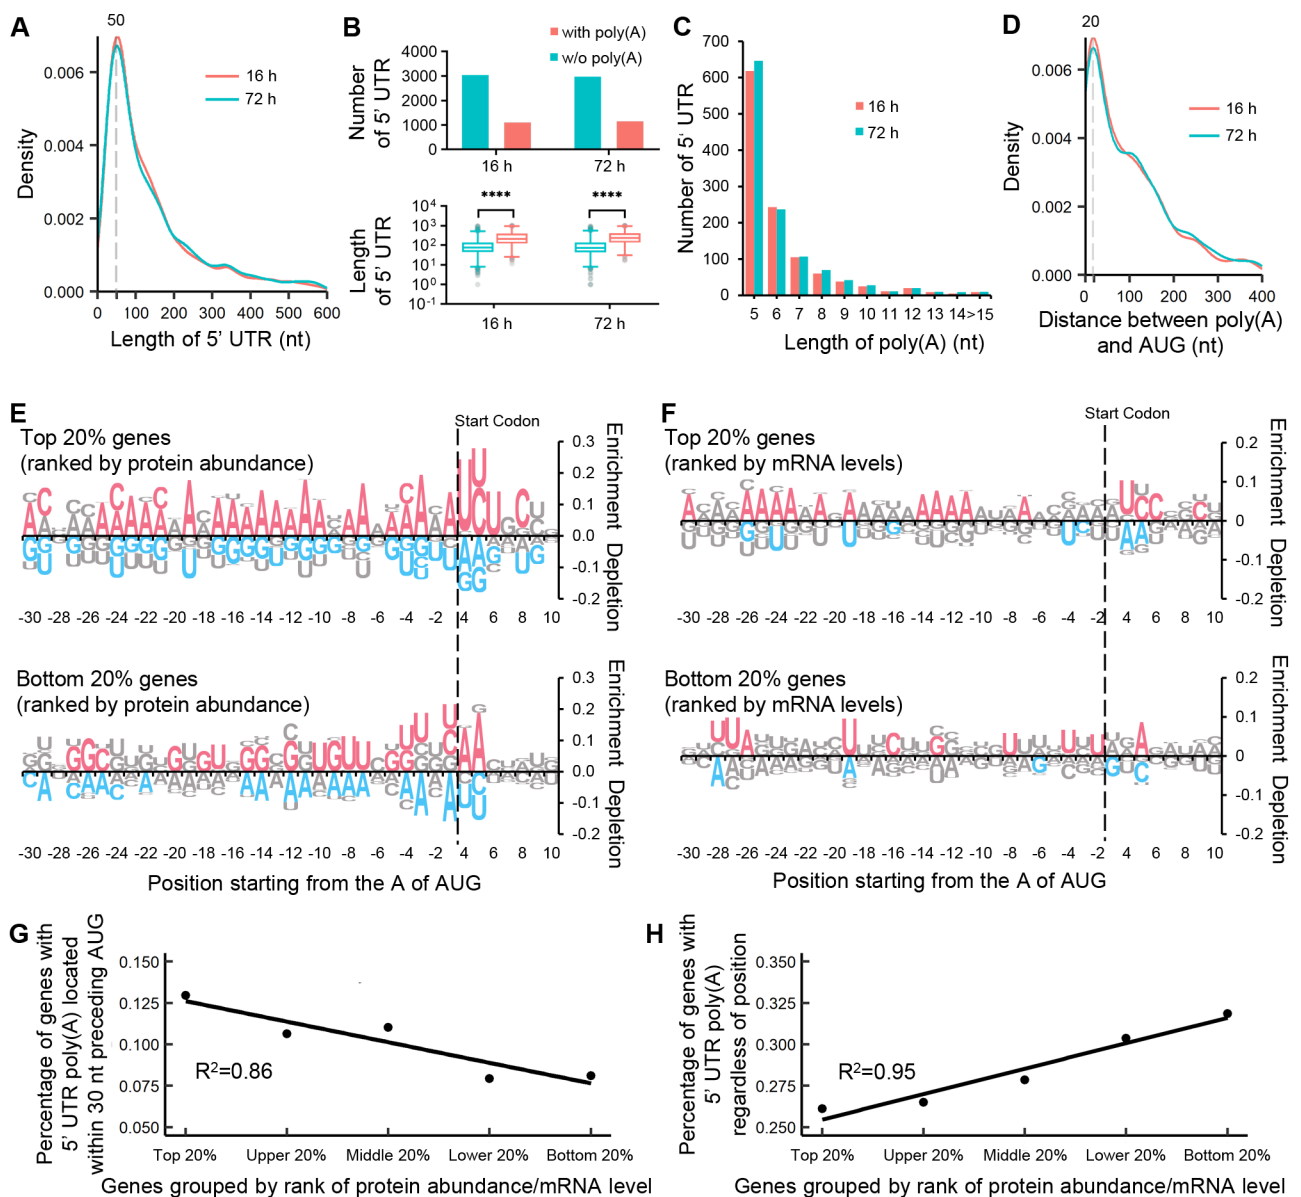 A
50
0.006
0.004
0.002
0.000
Density
16 h
72 h
0 100 200 300 400 500 600
Length of 5’ UTR (nt)
B
with poly(A)
w/o poly(A)
4000
3000
2000
1000
0
Number
of 5’ UTR
16 h 72 h
**** ****
10⁴
10³
10²
10¹
10⁰
10⁻¹
Length
of 5’ UTR
16 h 72 h
C
700
600
500
400
300
200
100
0
Number of 5‘ UTR
16 h
72 h
5 6 7 8 9 10 11 12 13 14 >15
Length of poly(A) (nt)
D
20
0.006
0.004
0.002
0.000
Density
16 h
72 h
0 100 200 300 400
Distance between poly(A)
and AUG (nt)
E
Start Codon
Top 20% genes
(ranked by protein abundance)
0.3
0.2
0.1
0.0
-0.1
-0.2
Enrichment
Depletion
-30 -28 -26 -24 -22 -20 -18 -16 -14 -12 -10 -8 -6 -4 -2 4 6 8 10
Bottom 20% genes
(ranked by protein abundance)
0.3
0.2
0.1
0.0
-0.1
-0.2
Enrichment
Depletion
-30 -28 -26 -24 -22 -20 -18 -16 -14 -12 -10 -8 -6 -4 -2 4 6 8 10
Position starting from the A of AUG
F
Start Codon
Top 20% genes
(ranked by mRNA levels)
0.2
0.1
0
-0.1
-0.2
Enrichment
Depletion
-30 -28 -26 -24 -22 -20 -18 -16 -14 -12 -10 -8 -6 -4 -2 4 6 8 10
Bottom 20% genes
(ranked by mRNA levels)
0.2
0.1
0
-0.1
-0.2
Enrichment
Depletion
-30 -28 -26 -24 -22 -20 -18 -16 -14 -12 -10 -8 -6 -4 -2 4 6 8 10
Position starting from the A of AUG
G
Percentage of genes with
5’ UTR poly(A) located
within 30 nt preceding AUG
0.150
0.125
0.100
0.075
0.050
R²=0.86
Top 20% Upper 20% Middle 20% Lower 20% Bottom 20%
Genes grouped by rank of protein abundance/mRNA level
H
Percentage of genes with
5’ UTR poly(A)
regardless of position
0.350
0.325
0.300
0.275
0.250
R²=0.95
Top 20% Upper 20% Middle 20% Lower 20% Bottom 20%
Genes grouped by rank of protein abundance/mRNA level